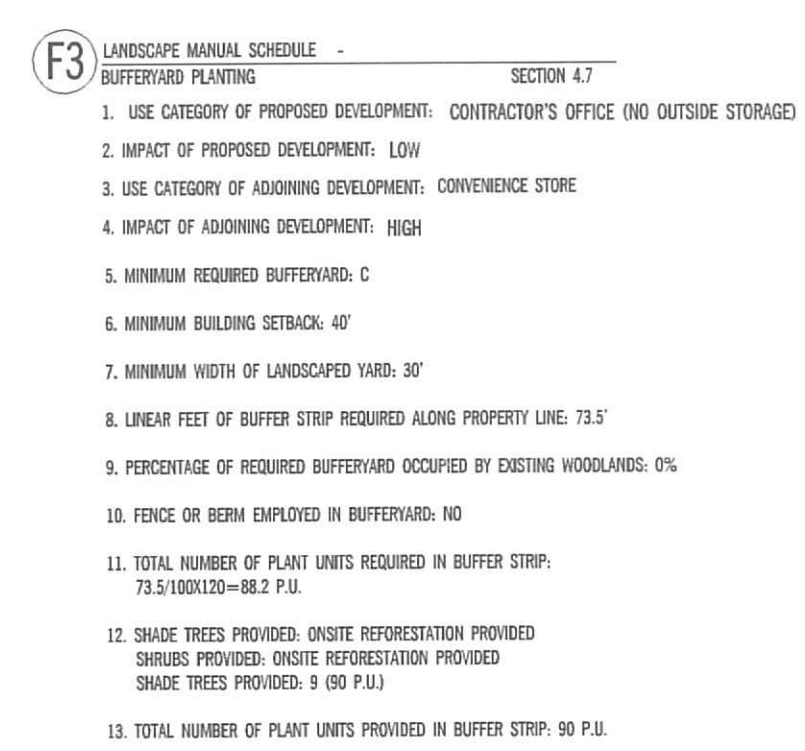 F3
LANDSCAPE MANUAL SCHEDULE -
BUFFERYARD PLANTING SECTION 4.7
1. USE CATEGORY OF PROPOSED DEVELOPMENT: CONTRACTOR'S OFFICE (NO OUTSIDE STORAGE)
2. IMPACT OF PROPOSED DEVELOPMENT: LOW
3. USE CATEGORY OF ADJOINING DEVELOPMENT: CONVENIENCE STORE
4. IMPACT OF ADJOINING DEVELOPMENT: HIGH
5. MINIMUM REQUIRED BUFFERYARD: C
6. MINIMUM BUILDING SETBACK: 40'
7. MINIMUM WIDTH OF LANDSCAPED YARD: 30'
8. LINEAR FEET OF BUFFER STRIP REQUIRED ALONG PROPERTY LINE: 73.5'
9. PERCENTAGE OF REQUIRED BUFFERYARD OCCUPIED BY EXISTING WOODLANDS: 0%
10. FENCE OR BERM EMPLOYED IN BUFFERYARD: NO
11. TOTAL NUMBER OF PLANT UNITS REQUIRED IN BUFFER STRIP:
73.5/100X120=88.2 P.U.
12. SHADE TREES PROVIDED: ONSITE REFORESTATION PROVIDED
SHRUBS PROVIDED: ONSITE REFORESTATION PROVIDED
SHADE TREES PROVIDED: 9 (90 P.U.)
13. TOTAL NUMBER OF PLANT UNITS PROVIDED IN BUFFER STRIP: 90 P.U.